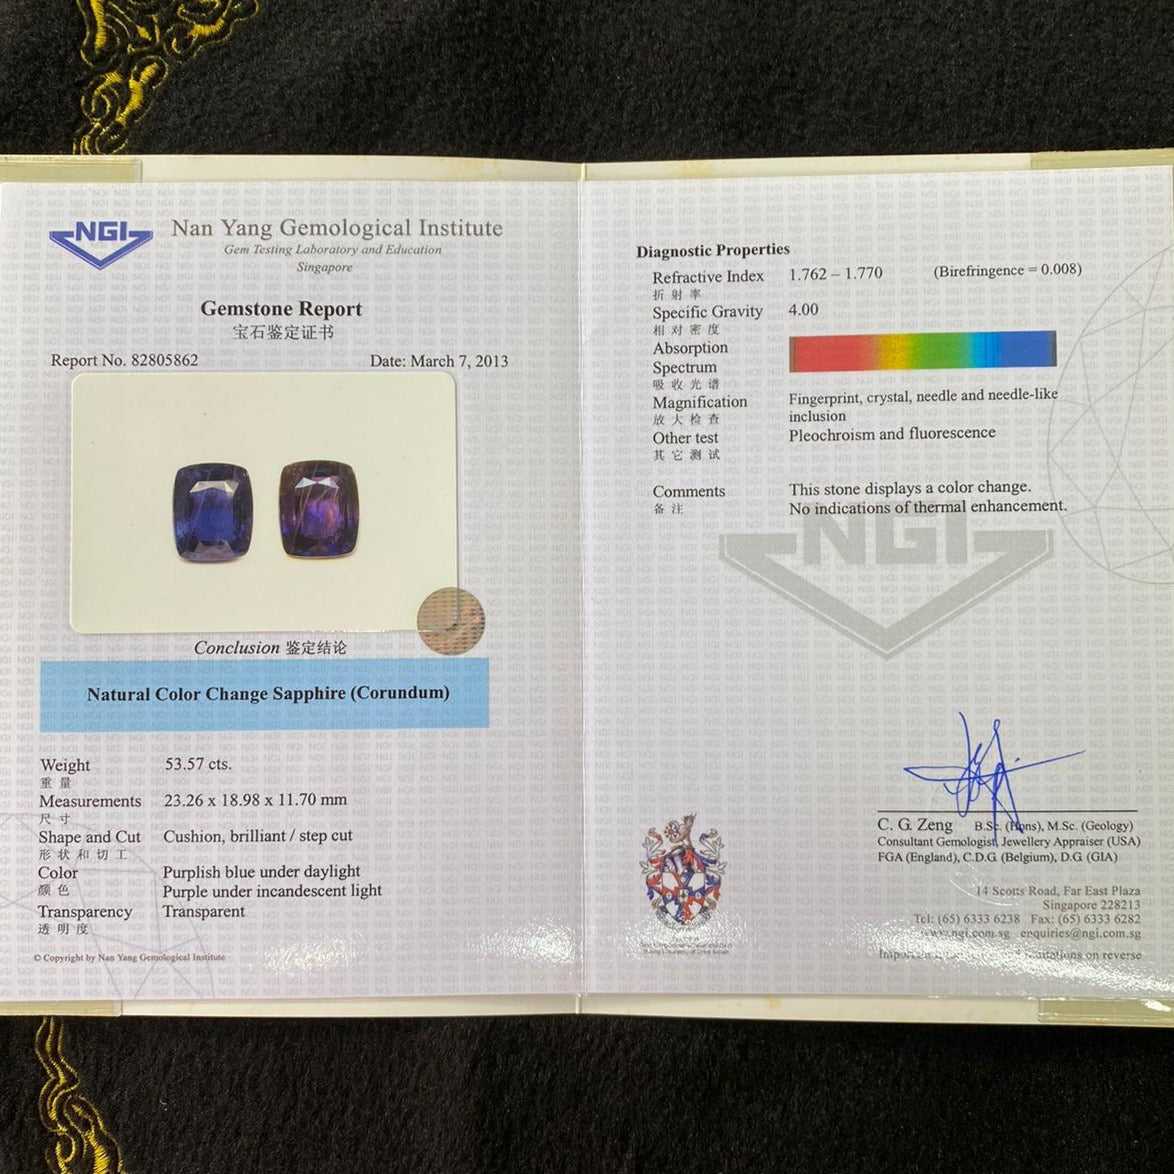 NGI
Nan Yang Gemological Institute
Gem Testing Laboratory and Education
Singapore
Gemstone Report
宝石鉴定证书
Report No. 82805862 Date: March 7, 2013
Conclusion 鉴定结论
Natural Color Change Sapphire (Corundum)
Weight 53.57 cts.
重 量
Measurements 23.26 x 18.98 x 11.70 mm
尺 寸
Shape and Cut Cushion, brilliant / step cut
形 状 和 切 工
Color Purplish blue under daylight
颜 色 Purple under incandescent light
Transparency Transparent
透 明 度
© Copyright by Nan Yang Gemological Institute
Diagnostic Properties
Refractive Index 1.762 – 1.770 (Birefringence = 0.008)
折 射 率
Specific Gravity 4.00
相 对 密 度
Absorption
Spectrum
吸 收 光 谱
Magnification Fingerprint, crystal, needle and needle-like
放 大 检 查 inclusion
Other test Pleochroism and fluorescence
其 它 测 试
Comments This stone displays a color change.
备 注 No indications of thermal enhancement.
NGI
C. G. Zeng B.Sc. (Hons), M.Sc. (Geology)
Consultant Gemologist, Jewellery Appraiser (USA)
FGA (England), C.D.G (Belgium), D.G (GIA)
14 Scotts Road, Far East Plaza
Singapore 228213
Tel: (65) 6333 6238 Fax: (65) 6333 6282
www.ngi.com.sg enquiries@ngi.com.sg
on reverse